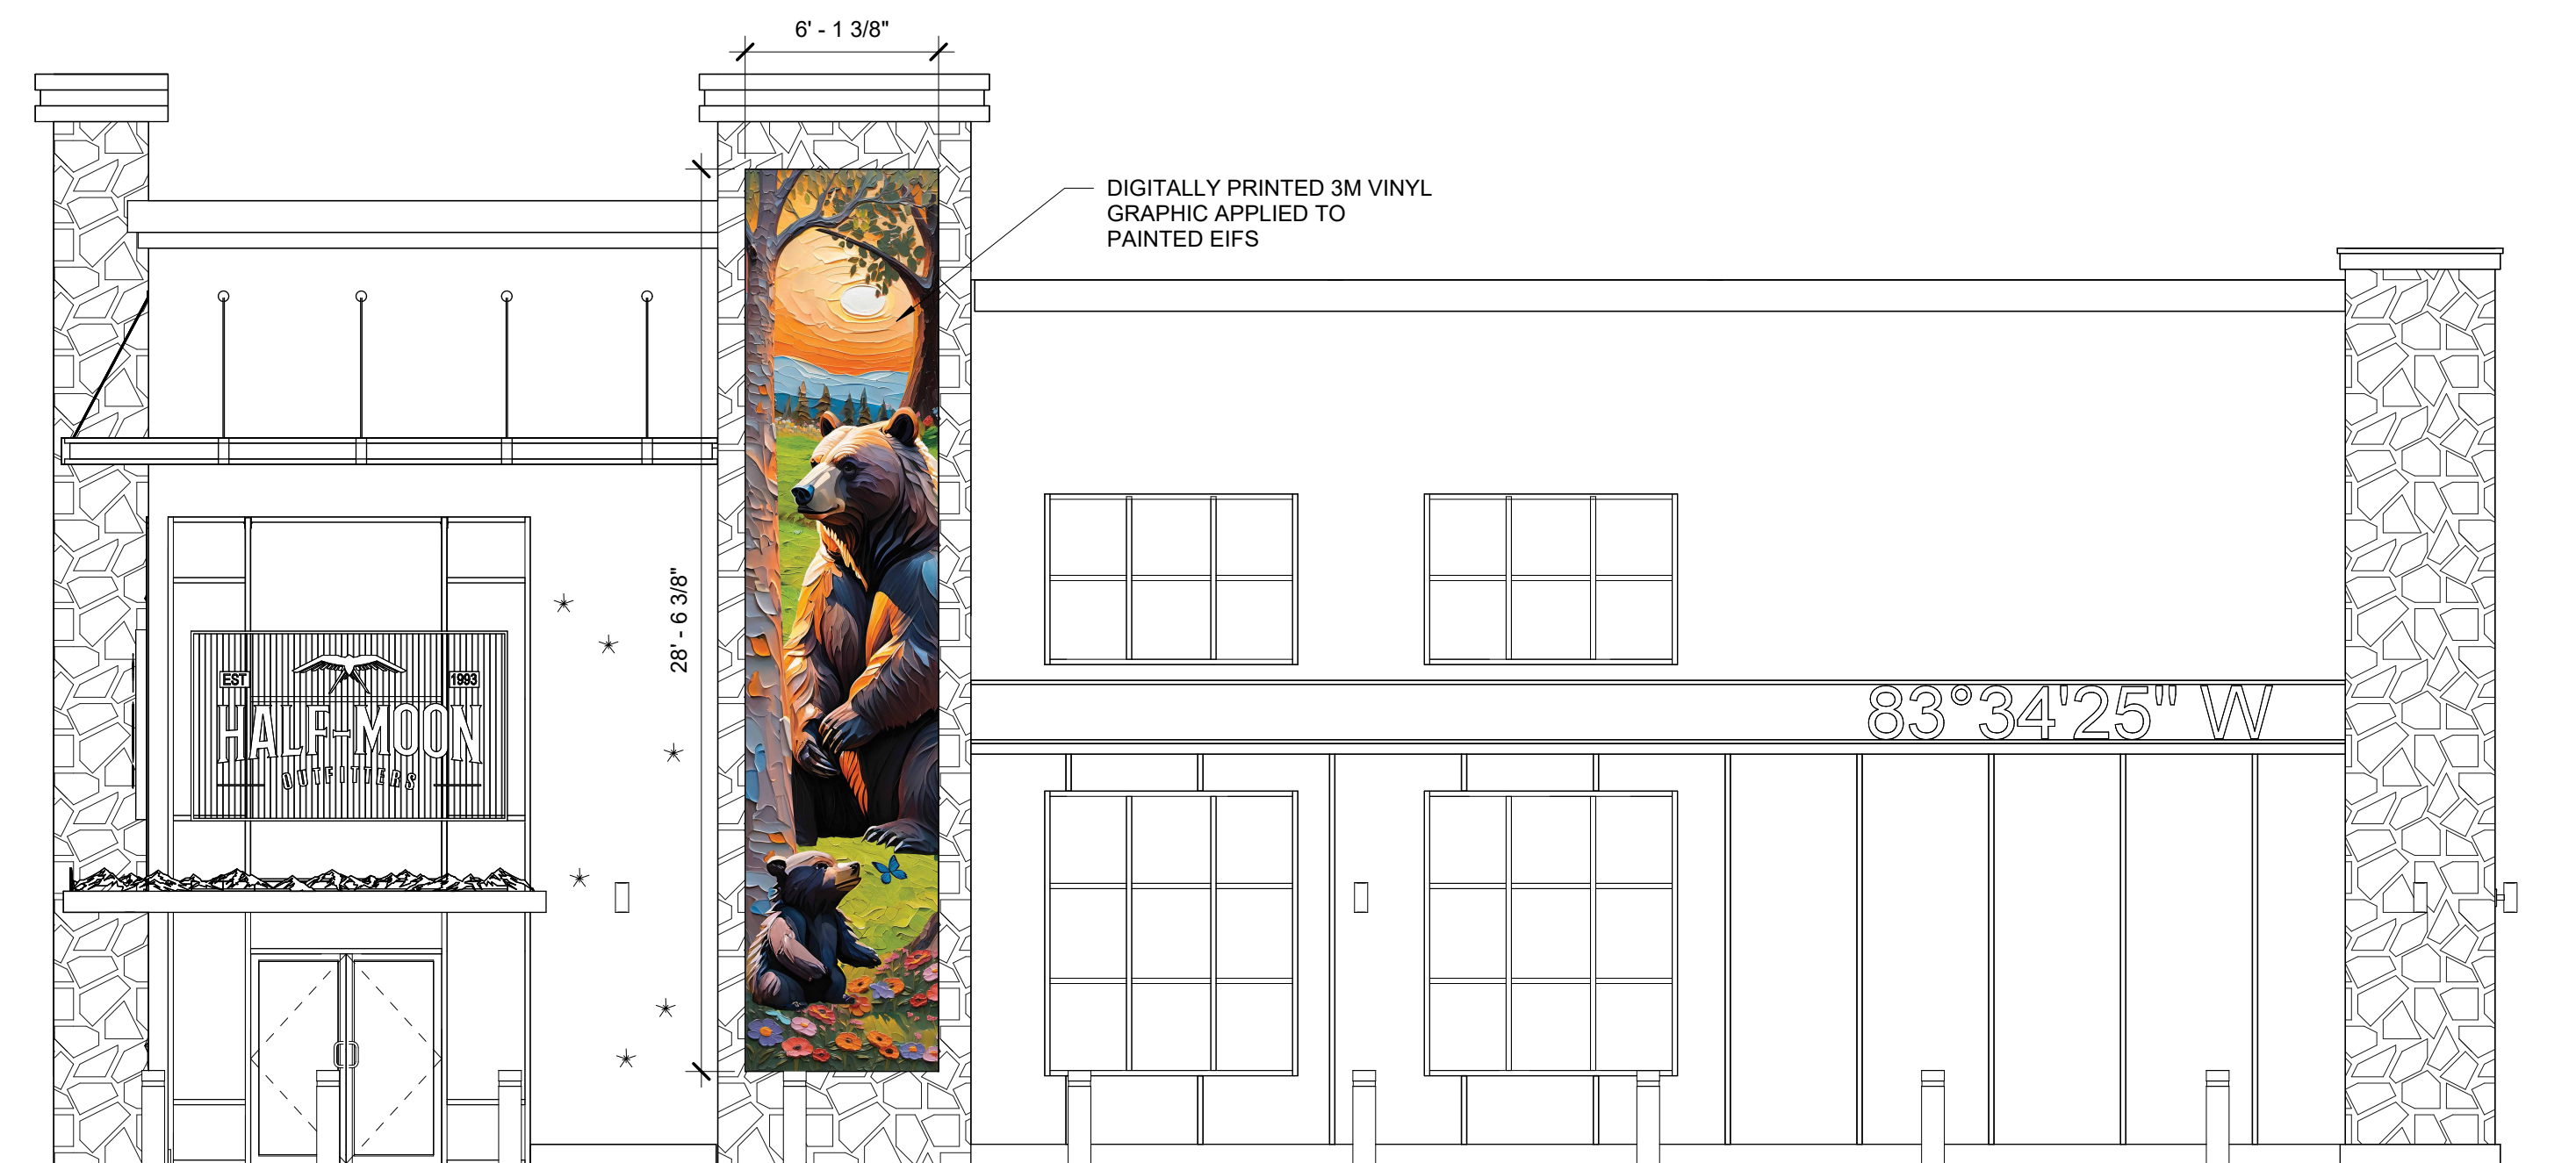 6' - 1 3/8"
DIGITALLY PRINTED 3M VINYL
GRAPHIC APPLIED TO
PAINTED EIFS
28' - 6 3/8"
EST
1993
HALF-MOON
OUTFITTERS
83°34'25" W